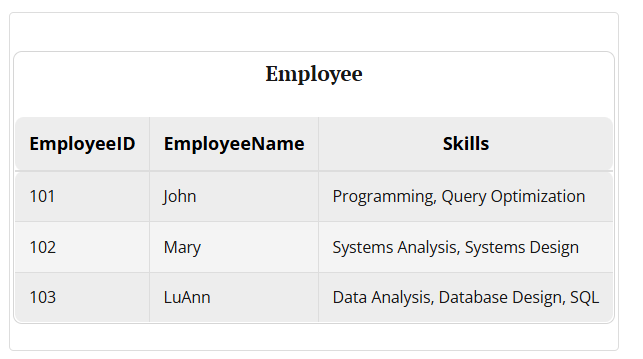 Employee
EmployeeID EmployeeName Skills
101 John Programming, Query Optimization
102 Mary Systems Analysis, Systems Design
103 LuAnn Data Analysis, Database Design, SQL